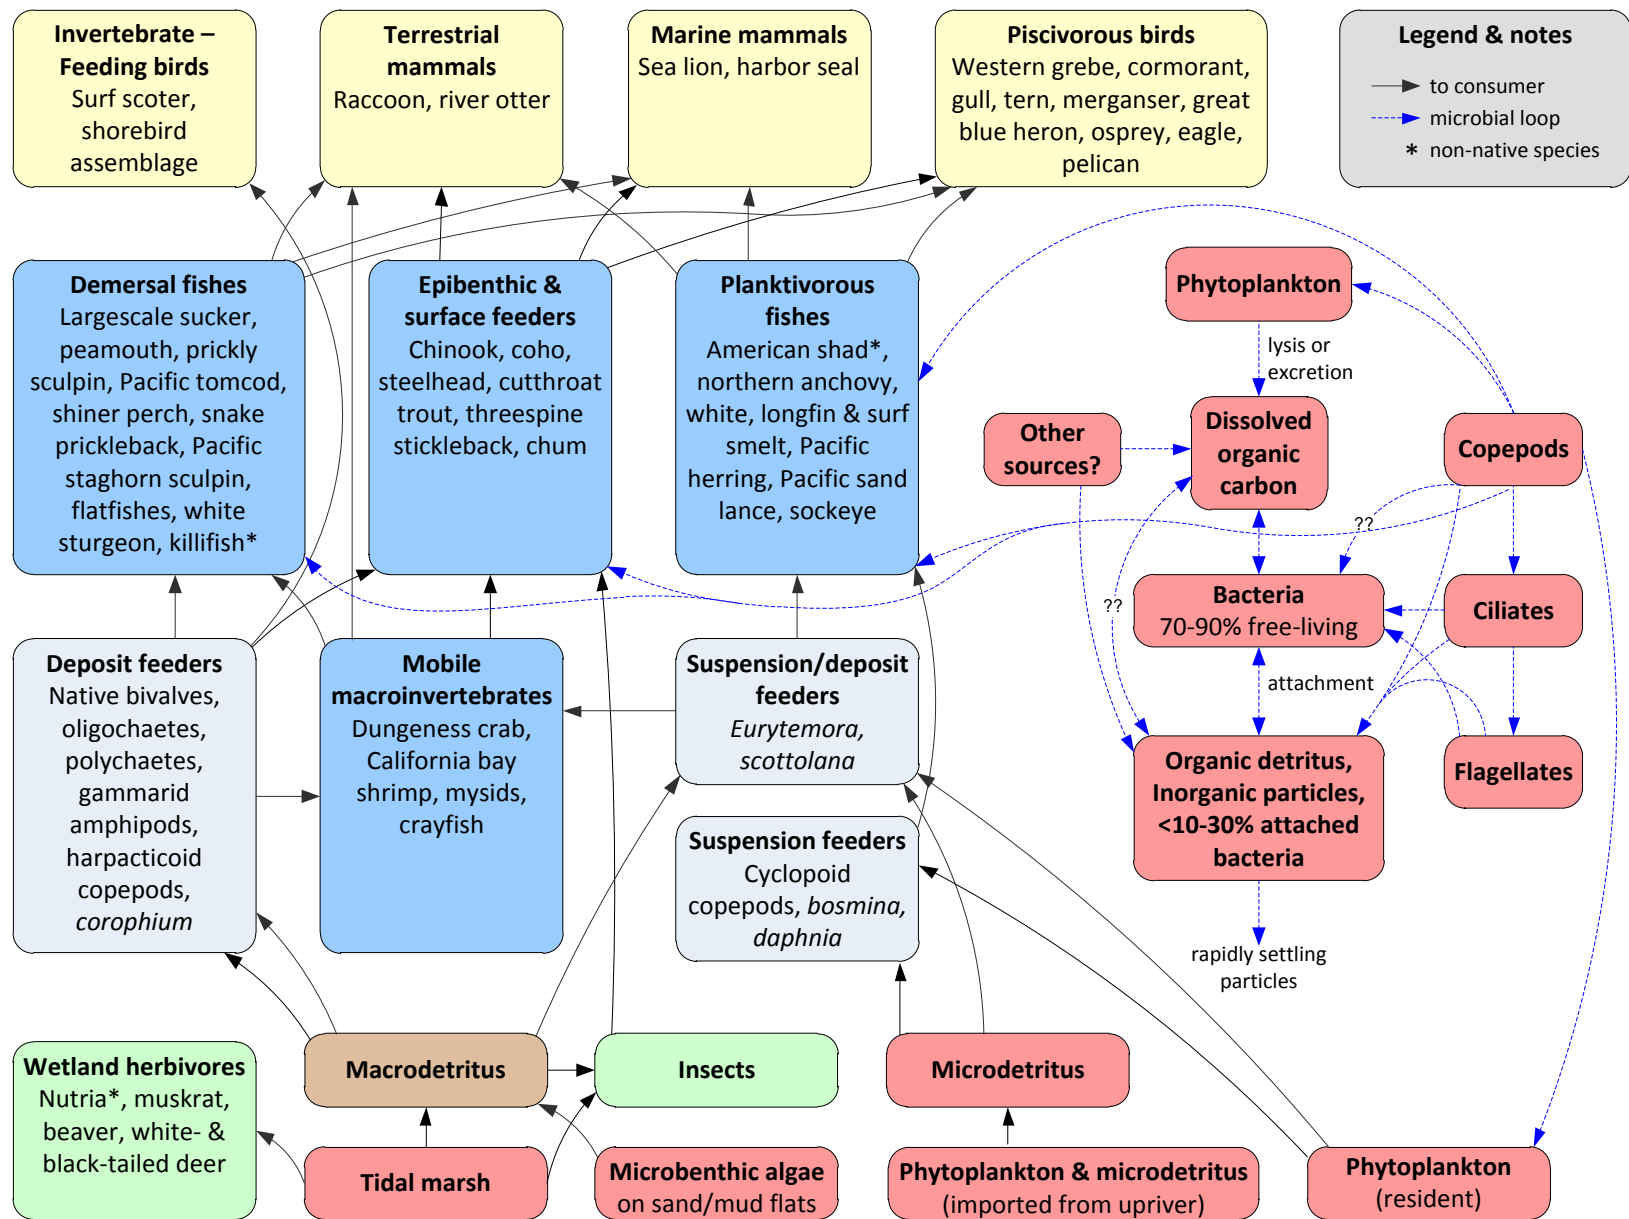 Invertebrate –
Feeding birds
Surf scoter,
shorebird
assemblage
Terrestrial
mammals
Raccoon, river otter
Marine mammals
Sea lion, harbor seal
Piscivorous birds
Western grebe, cormorant,
gull, tern, merganser, great
blue heron, osprey, eagle,
pelican
Legend & notes
to consumer
microbial loop
* non-native species
Demersal fishes
Largescale sucker,
peamouth, prickly
sculpin, Pacific tomcod,
shiner perch, snake
prickleback, Pacific
staghorn sculpin,
flatfishes, white
sturgeon, killifish*
Epibenthic &
surface feeders
Chinook, coho,
steelhead, cutthroat
trout, threespine
stickleback, chum
Planktivorous
fishes
American shad*,
northern anchovy,
white, longfin & surf
smelt, Pacific
herring, Pacific sand
lance, sockeye
Phytoplankton
lysis or
excretion
Other
sources?
Dissolved
organic
carbon
Copepods
??
??
Bacteria
70-90% free-living
Ciliates
attachment
Organic detritus,
Inorganic particles,
<10-30% attached
bacteria
Flagellates
rapidly settling
particles
Deposit feeders
Native bivalves,
oligochaetes,
polychaetes,
gammarid
amphipods,
harpacticoid
copepods,
corophium
Mobile
macroinvertebrates
Dungeness crab,
California bay
shrimp, mysids,
crayfish
Suspension/deposit
feeders
Eurytemora,
scottolana
Suspension feeders
Cyclopoid
copepods, bosmina,
daphnia
Wetland herbivores
Nutria*, muskrat,
beaver, white- &
black-tailed deer
Macrodetritus
Insects
Microdetritus
Tidal marsh
Microbenthic algae
on sand/mud flats
Phytoplankton & microdetritus
(imported from upriver)
Phytoplankton
(resident)